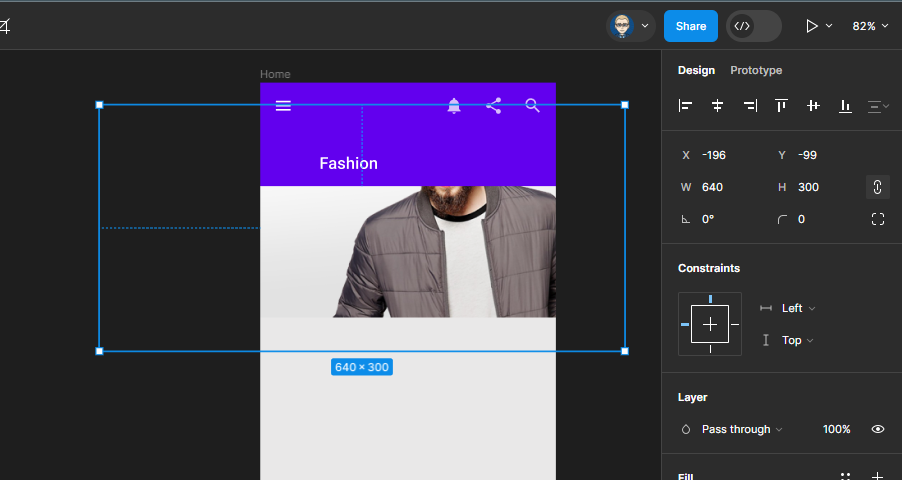 </> Share 82%
Design Prototype
Home
X -196 Y -99
Fashion
W 640 H 300
0° 0
Constraints
Left
Top
640 × 300
Layer
Pass through 100%
Fill